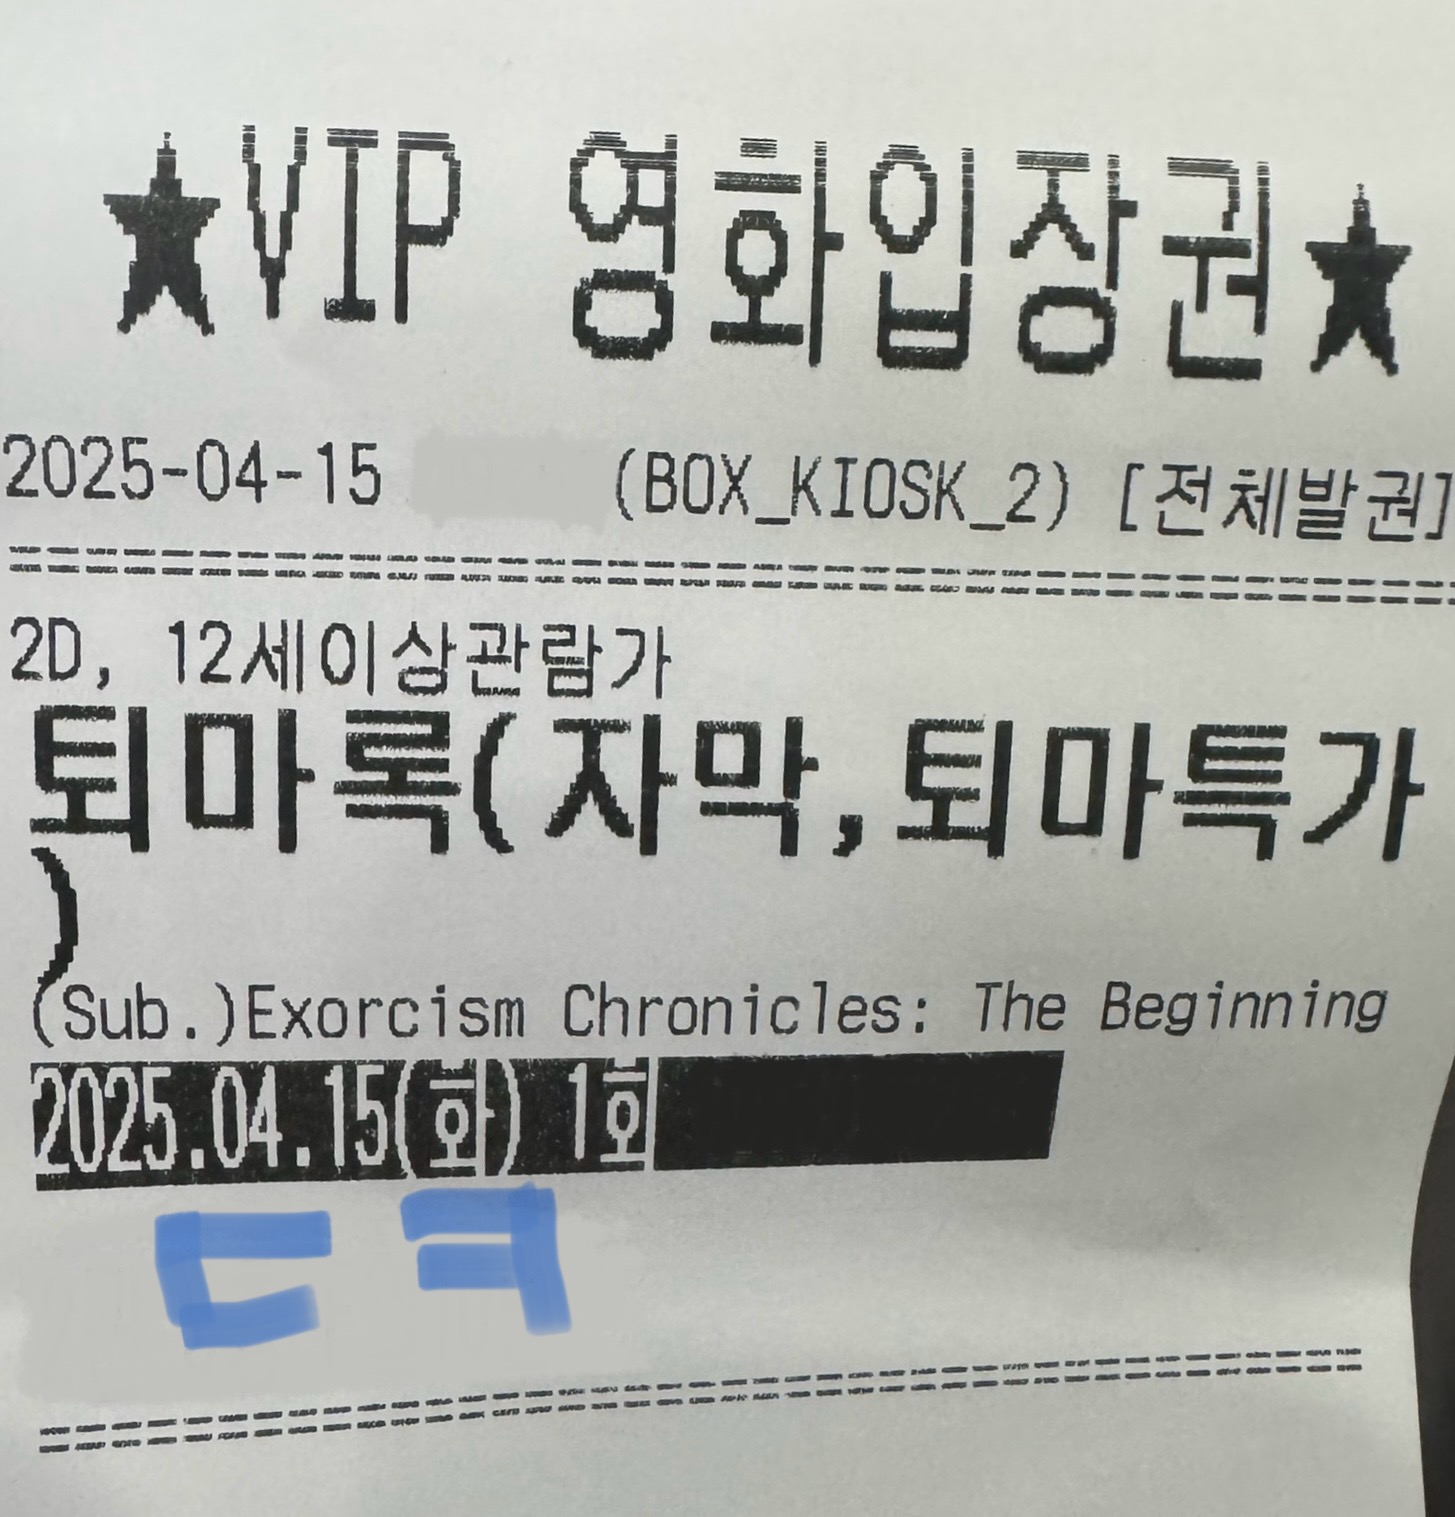 ★VIP 영화입장권★
2025-04-15 (BOX_KIOSK_2) [전체발권]
2D, 12세이상관람가
퇴마록(자막,퇴마특가
)
(Sub.)Exorcism Chronicles: The Beginning
2025.04.15(화) 1회
ㄷㅋ